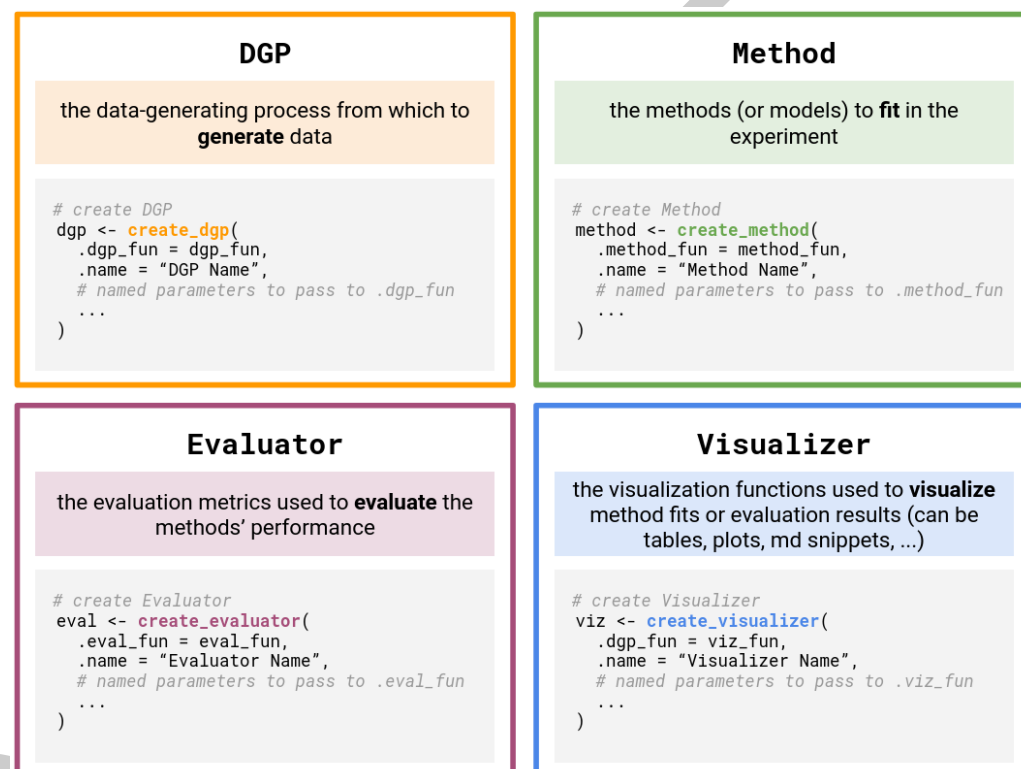 DGP
the data-generating process from which to
generate data
# create DGP
dgp <- create_dgp(
.dgp_fun = dgp_fun,
.name = “DGP Name”,
# named parameters to pass to .dgp_fun
...
)
Method
the methods (or models) to fit in the
experiment
# create Method
method <- create_method(
.method_fun = method_fun,
.name = “Method Name”,
# named parameters to pass to .method_fun
...
)
Evaluator
the evaluation metrics used to evaluate the
methods’ performance
# create Evaluator
eval <- create_evaluator(
.eval_fun = eval_fun,
.name = “Evaluator Name”,
# named parameters to pass to .eval_fun
...
)
Visualizer
the visualization functions used to visualize
method fits or evaluation results (can be
tables, plots, md snippets, ...)
# create Visualizer
viz <- create_visualizer(
.dgp_fun = viz_fun,
.name = “Visualizer Name”,
# named parameters to pass to .viz_fun
...
)